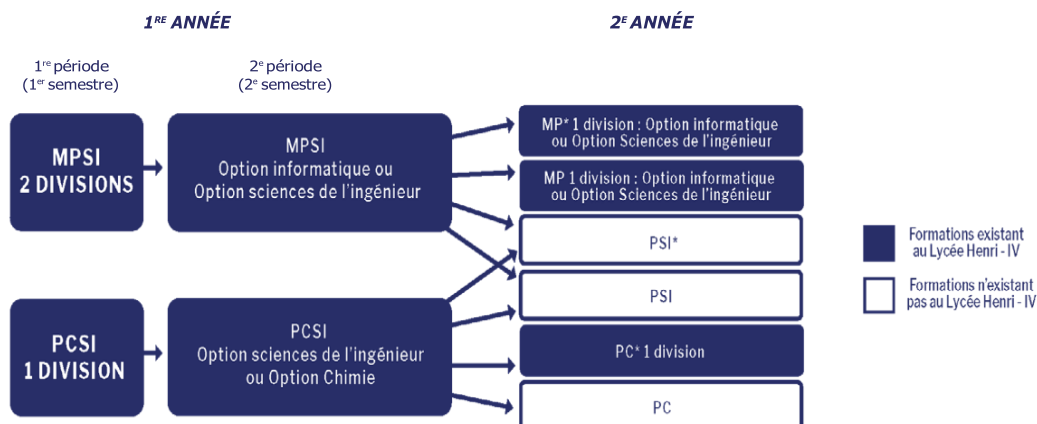 1RE ANNÉE
2E ANNÉE
1re période
(1er semestre)
2e période
(2e semestre)
MPSI
2 DIVISIONS
MPSI
Option informatique ou
Option sciences de l'ingénieur
MP* 1 division : Option informatique
ou Option Sciences de l'ingénieur
MP 1 division : Option informatique
ou Option Sciences de l'ingénieur
PSI*
PSI
PCSI
1 DIVISION
PCSI
Option sciences de l'ingénieur
ou Option Chimie
PC* 1 division
PC
Formations existant
au Lycée Henri - IV
Formations n'existant
pas au Lycée Henri - IV